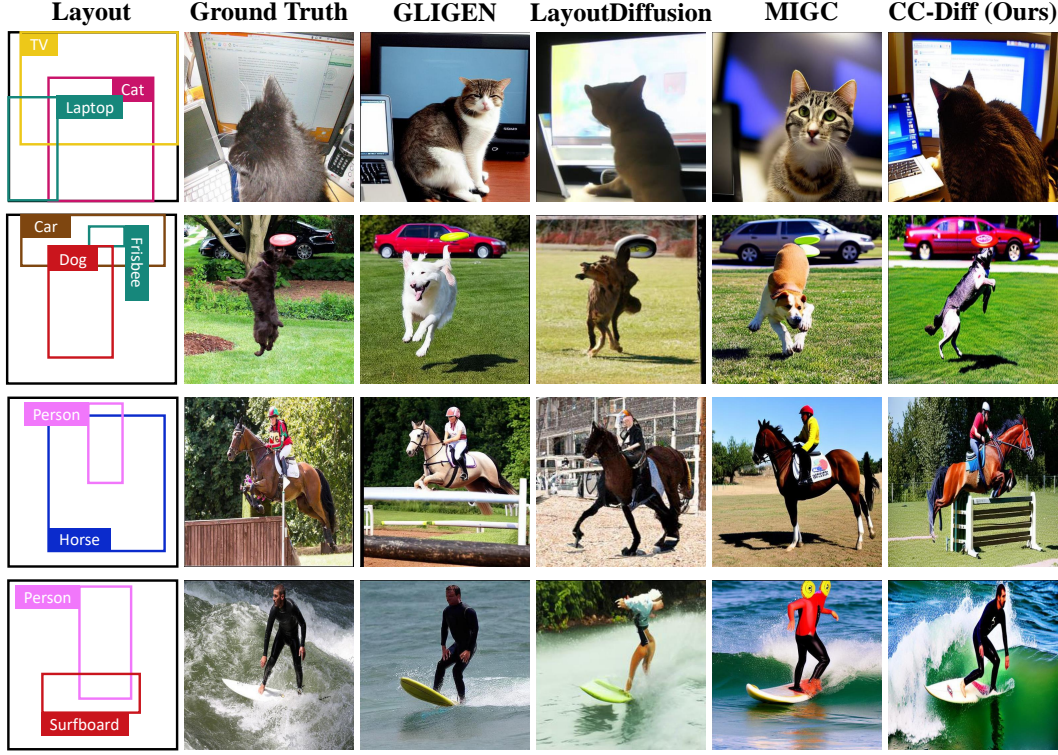 Layout Ground Truth GLIGEN LayoutDiffusion MIGC CC-Diff (Ours)
TV
Cat
Laptop
Car
Frisbee
Dog
Person
Horse
Person
Surfboard